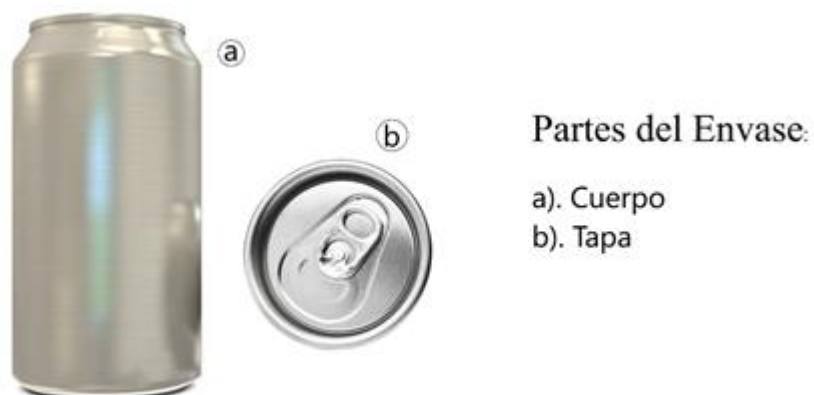 ⓐ
ⓑ
Partes del Envase:
a). Cuerpo
b). Tapa